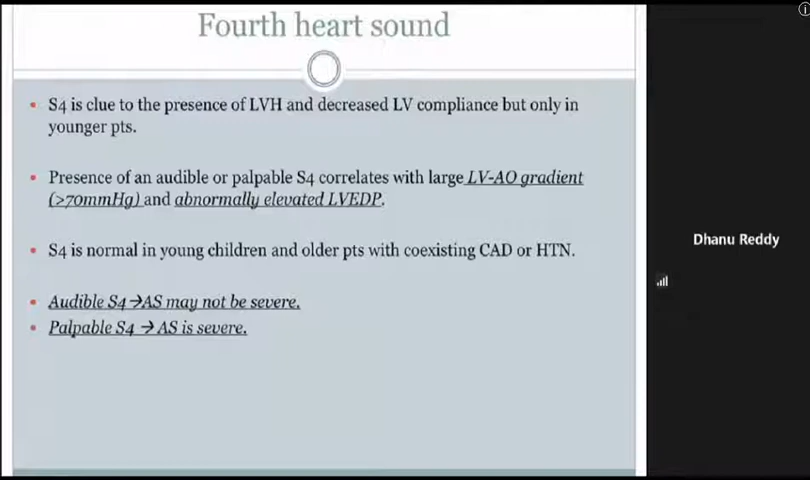 Fourth heart sound
• S4 is clue to the presence of LVH and decreased LV compliance but only in
younger pts.
• Presence of an audible or palpable S4 correlates with large LV-AO gradient
(>70mmHg) and abnormally elevated LVEDP.
• S4 is normal in young children and older pts with coexisting CAD or HTN.
• Audible S4→AS may not be severe.
• Palpable S4 → AS is severe.
Dhanu Reddy